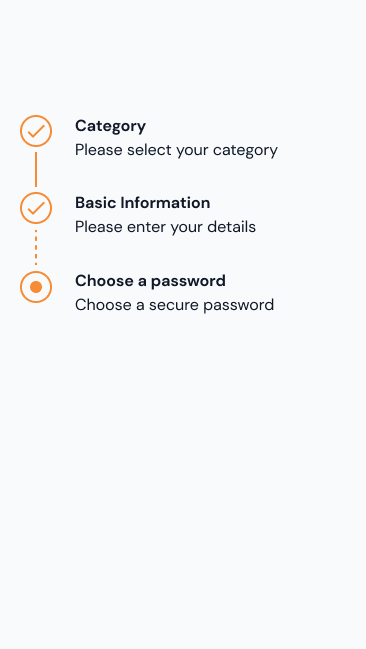 Category
Please select your category
Basic Information
Please enter your details
Choose a password
Choose a secure password